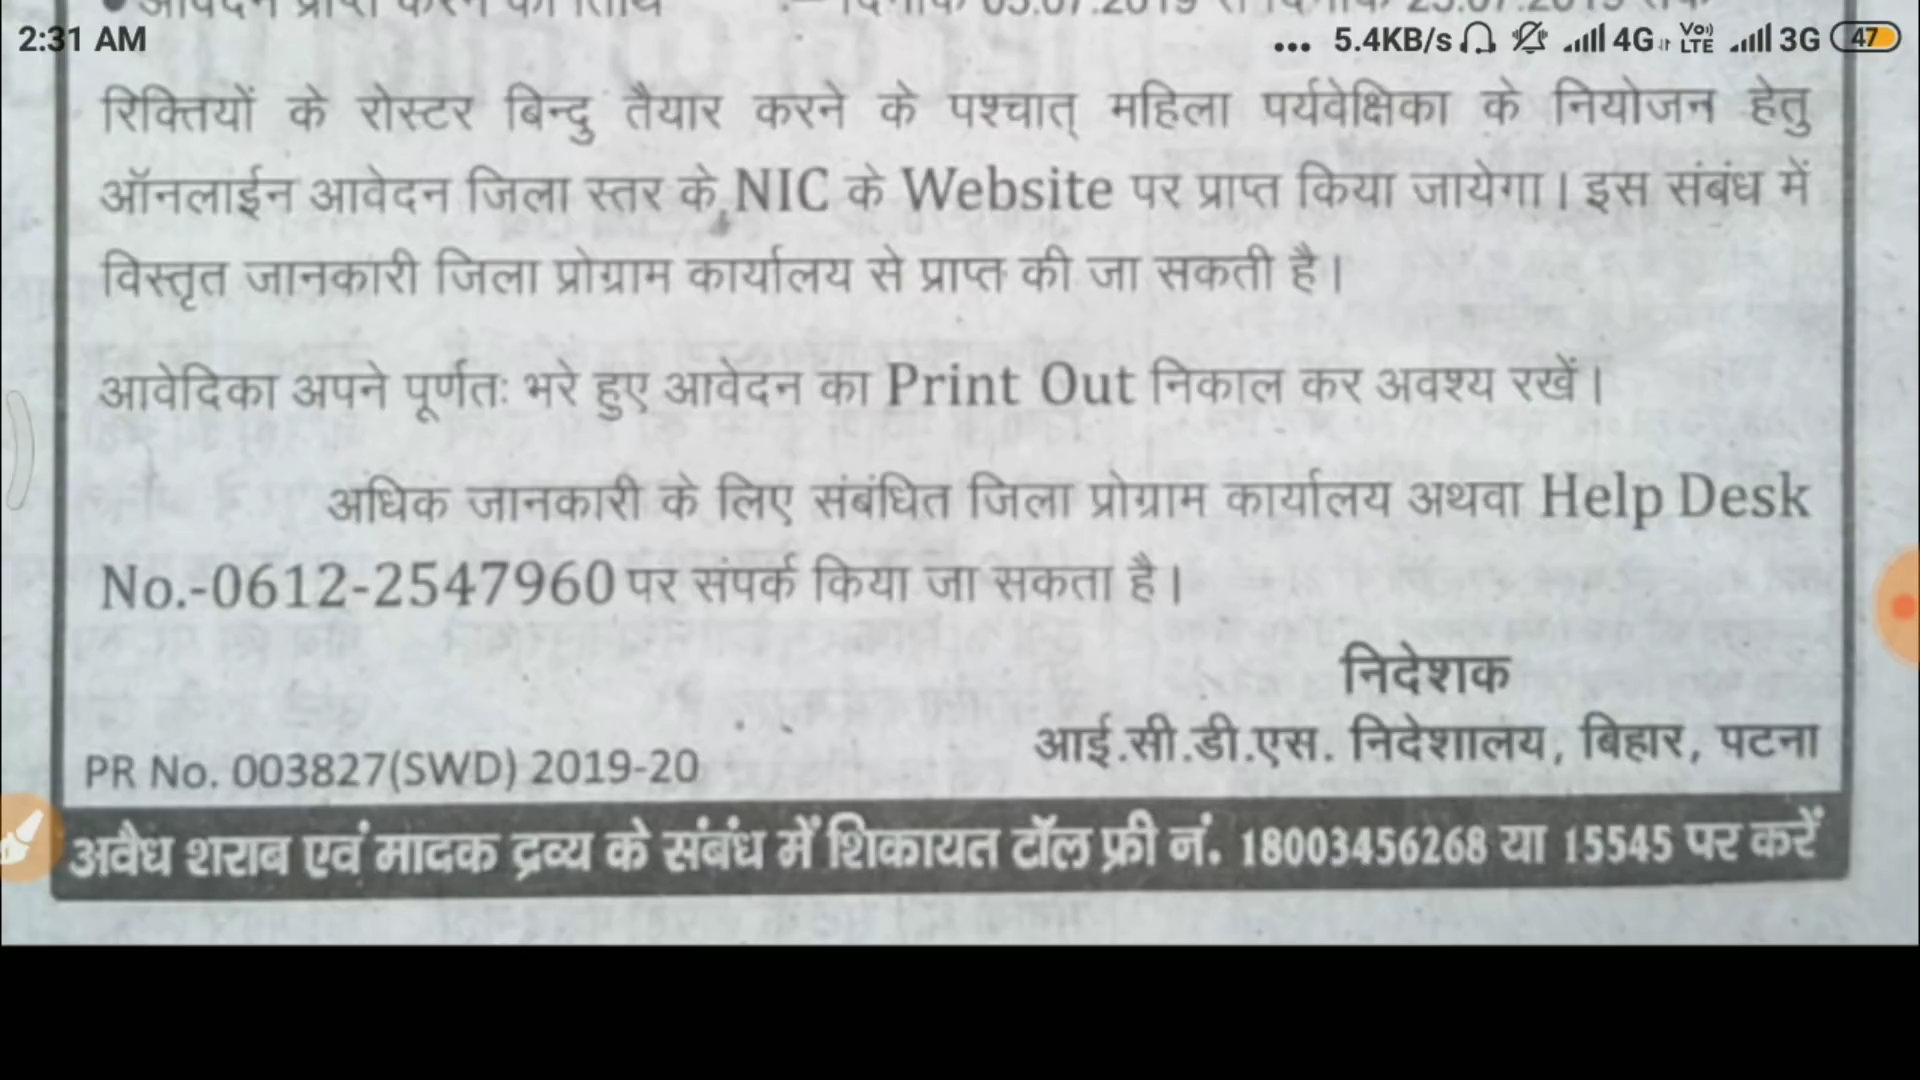 2:31 AM
... 5.4KB/s 4G VoLTE 3G 47
रिक्तियों के रोस्टर बिन्दु तैयार करने के पश्चात् महिला पर्यवेक्षिका के नियोजन हेतु
ऑनलाईन आवेदन जिला स्तर के NIC के Website पर प्राप्त किया जायेगा। इस संबंध में
विस्तृत जानकारी जिला प्रोग्राम कार्यालय से प्राप्त की जा सकती है।
आवेदिका अपने पूर्णतः भरे हुए आवेदन का Print Out निकाल कर अवश्य रखें।
अधिक जानकारी के लिए संबंधित जिला प्रोग्राम कार्यालय अथवा Help Desk
No.-0612-2547960 पर संपर्क किया जा सकता है।
निदेशक
आई.सी.डी.एस. निदेशालय, बिहार, पटना
PR No. 003827(SWD) 2019-20
अवैध शराब एवं मादक द्रव्य के संबंध में शिकायत टॉल फ्री नं. 18003456268 या 15545 पर करें